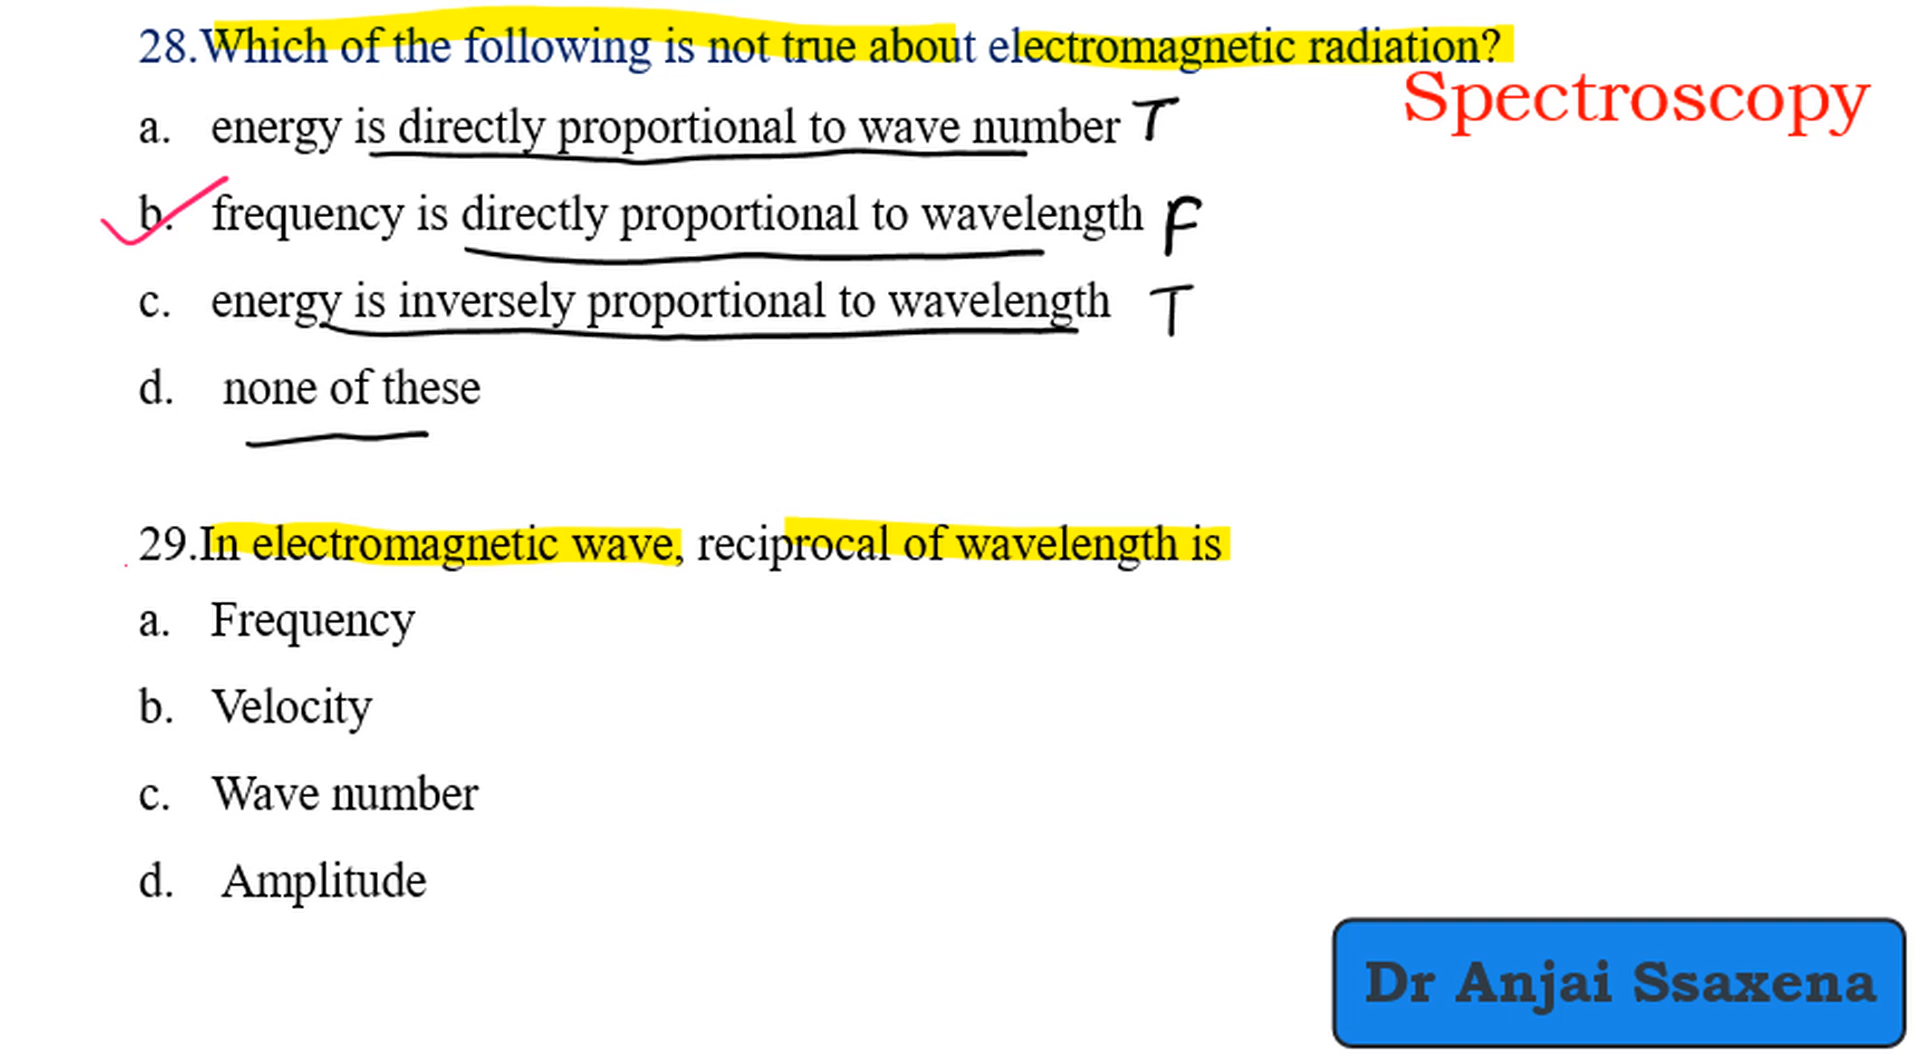 28.Which of the following is not true about electromagnetic radiation?
Spectroscopy
a. energy is directly proportional to wave number T
b. frequency is directly proportional to wavelength F
c. energy is inversely proportional to wavelength T
d. none of these
29.In electromagnetic wave, reciprocal of wavelength is
a. Frequency
b. Velocity
c. Wave number
d. Amplitude
Dr Anjai Ssaxena